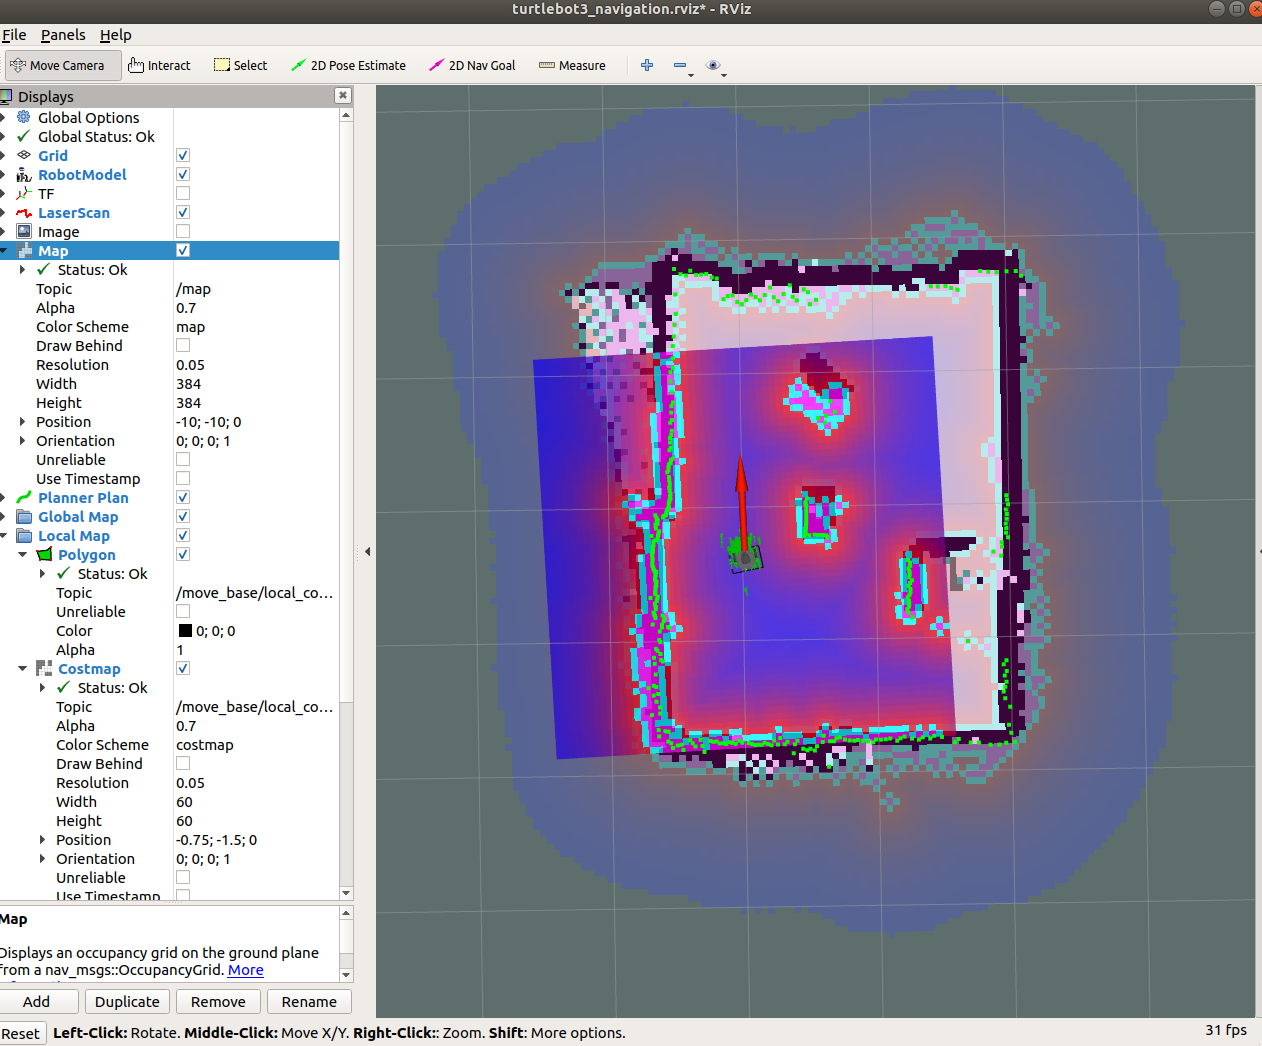 turtlebot3_navigation.rviz* - RViz
File Panels Help
Move Camera Interact Select 2D Pose Estimate 2D Nav Goal Measure
Displays
Global Options
Global Status: Ok
Grid
RobotModel
TF
LaserScan
Image
Map
Status: Ok
Topic /map
Alpha 0.7
Color Scheme map
Draw Behind
Resolution 0.05
Width 384
Height 384
Position -10; -10; 0
Orientation 0; 0; 0; 1
Unreliable
Use Timestamp
Planner Plan
Global Map
Local Map
Polygon
Status: Ok
Topic /move_base/local_co...
Unreliable
Color 0; 0; 0
Alpha 1
Costmap
Status: Ok
Topic /move_base/local_co...
Alpha 0.7
Color Scheme costmap
Draw Behind
Resolution 0.05
Width 60
Height 60
Position -0.75; -1.5; 0
Orientation 0; 0; 0; 1
Unreliable
Use Timestamp
Map
Displays an occupancy grid on the ground plane
from a nav_msgs::OccupancyGrid. More
Add Duplicate Remove Rename
Reset Left-Click: Rotate. Middle-Click: Move X/Y. Right-Click:: Zoom. Shift: More options. 31 fps